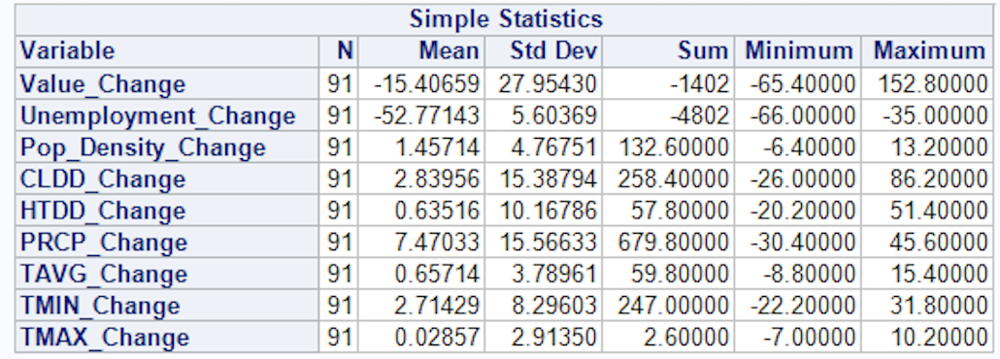 Simple Statistics
Variable N Mean Std Dev Sum Minimum Maximum
Value_Change 91 -15.40659 27.95430 -1402 -65.40000 152.80000
Unemployment_Change 91 -52.77143 5.60369 -4802 -66.00000 -35.00000
Pop_Density_Change 91 1.45714 4.76751 132.60000 -6.40000 13.20000
CLDD_Change 91 2.83956 15.38794 258.40000 -26.00000 86.20000
HTDD_Change 91 0.63516 10.16786 57.80000 -20.20000 51.40000
PRCP_Change 91 7.47033 15.56633 679.80000 -30.40000 45.60000
TAVG_Change 91 0.65714 3.78961 59.80000 -8.80000 15.40000
TMIN_Change 91 2.71429 8.29603 247.00000 -22.20000 31.80000
TMAX_Change 91 0.02857 2.91350 2.60000 -7.00000 10.20000